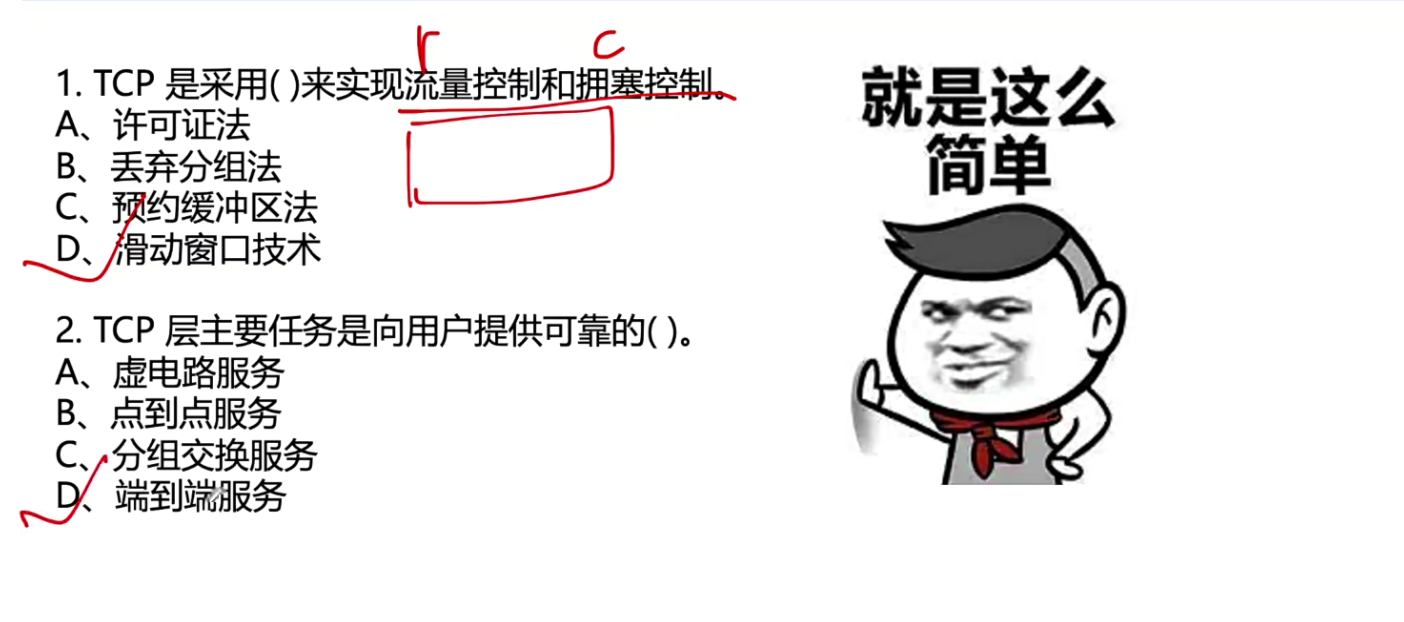 r c
1. TCP 是采用( )来实现流量控制和拥塞控制。
A、许可证法
B、丢弃分组法
C、预约缓冲区法
D、滑动窗口技术
2. TCP 层主要任务是向用户提供可靠的( )。
A、虚电路服务
B、点到点服务
C、分组交换服务
D、端到端服务
就是这么
简单